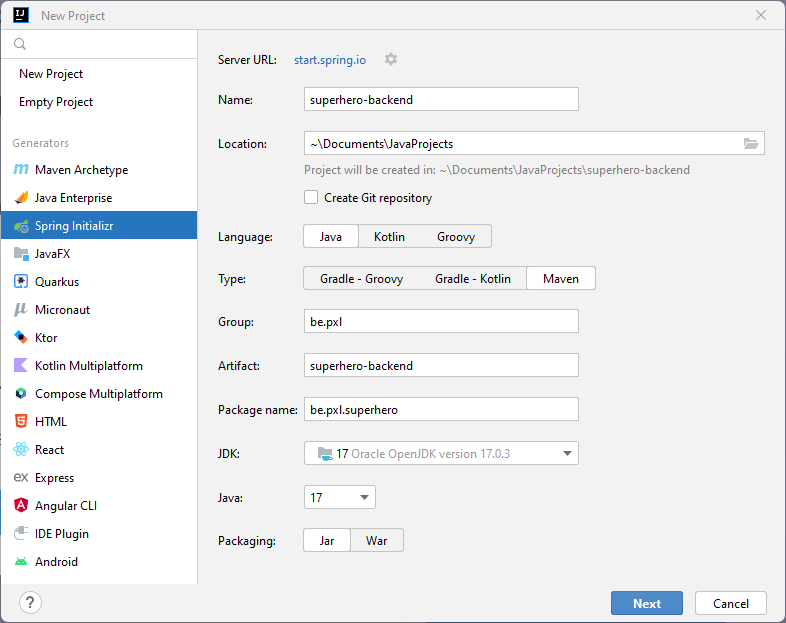 New Project
New Project
Empty Project
Generators
Maven Archetype
Java Enterprise
Spring Initializr
JavaFX
Quarkus
Micronaut
Ktor
Kotlin Multiplatform
Compose Multiplatform
HTML
React
ex Express
Angular CLI
IDE Plugin
Android
Server URL: start.spring.io
Name: superhero-backend
Location: ~\Documents\JavaProjects
Project will be created in: ~\Documents\JavaProjects\superhero-backend
Create Git repository
Language: Java Kotlin Groovy
Type: Gradle - Groovy Gradle - Kotlin Maven
Group: be.pxl
Artifact: superhero-backend
Package name: be.pxl.superhero
JDK: 17 Oracle OpenJDK version 17.0.3
Java: 17
Packaging: Jar War
? Next Cancel